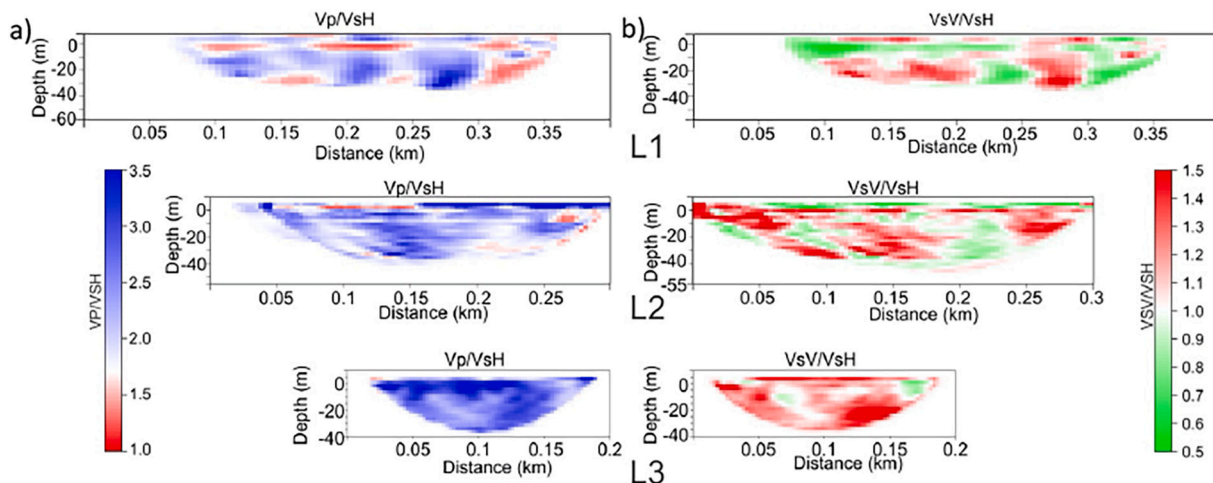 a)
Vp/VsH
Depth (m)
0
-20
-40
-60
0.05 0.1 0.15 0.2 0.25 0.3 0.35
Distance (km)
b)
VsV/VsH
Depth (m)
0
-20
-40
0.05 0.1 0.15 0.2 0.25 0.3 0.35
Distance (km)
L1
VP/VSH
3.5
3.0
2.5
2.0
1.5
1.0
Vp/VsH
Depth (m)
0
-20
-40
0.05 0.1 0.15 0.2 0.25
Distance (km)
VsV/VsH
Depth (m)
0
-20
-40
-55
0.05 0.1 0.15 0.2 0.25 0.3
Distance (km)
L2
VSV/VSH
1.5
1.4
1.3
1.2
1.1
1.0
0.9
0.8
0.7
0.6
0.5
Vp/VsH
Depth (m)
0
-20
-40
0.05 0.1 0.15 0.2
Distance (km)
VsV/VsH
Depth (m)
0
-20
-40
0.05 0.1 0.15 0.2
Distance (km)
L3